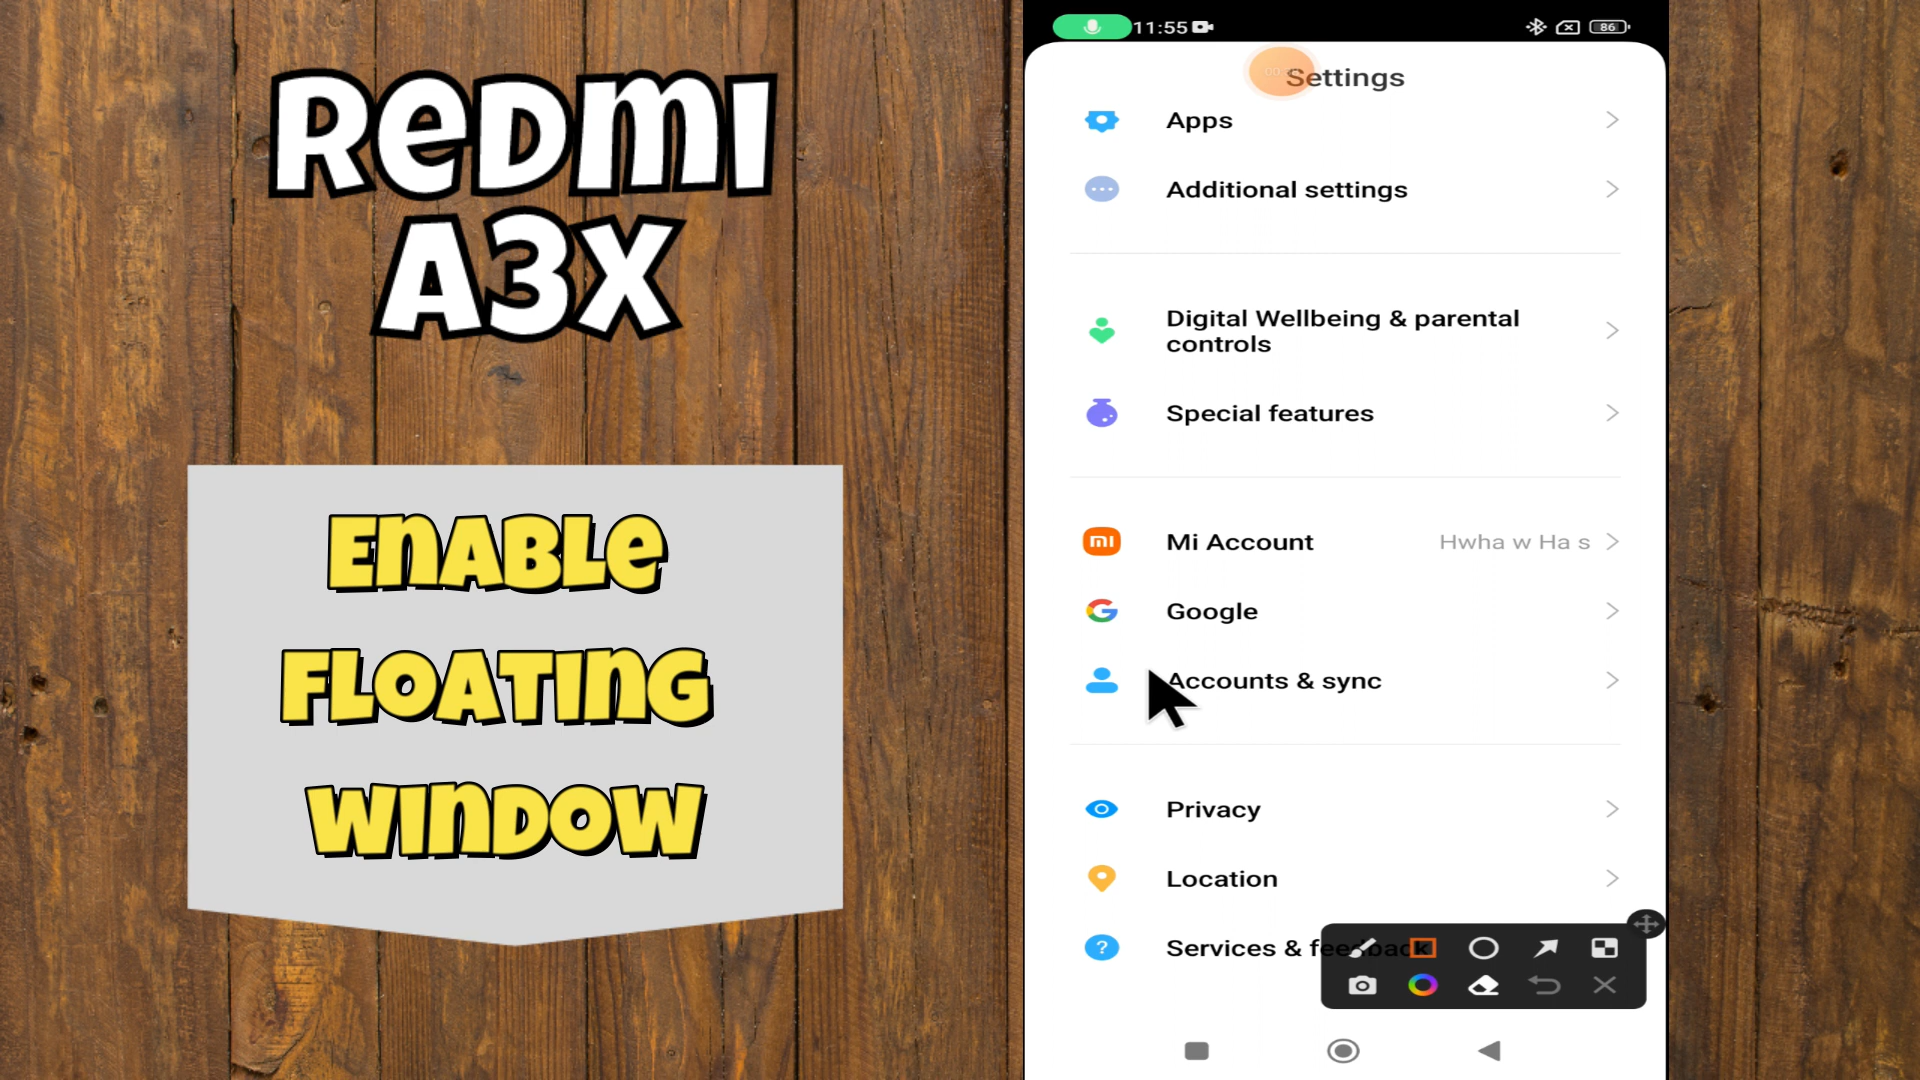 Redmi
A3X
Enable
Floating
Window
11:55
86
Settings
Apps
Additional settings
Digital Wellbeing & parental
controls
Special features
mi
Mi Account
Hwha w Ha s
Google
Accounts & sync
Privacy
Location
Services & feedback